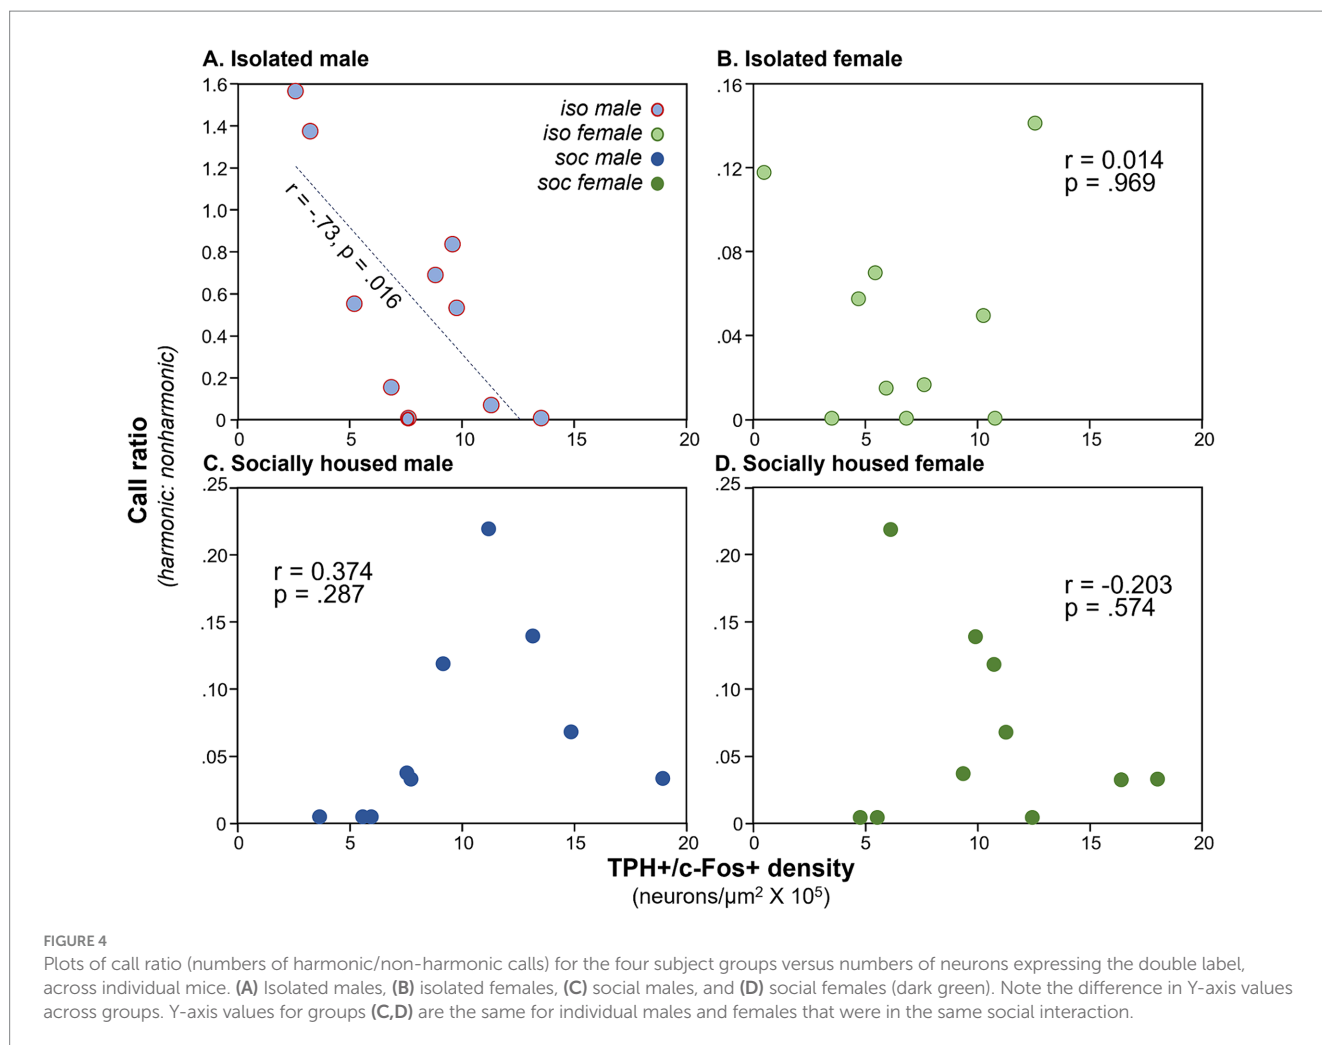 A. Isolated male
1.6
1.4
1.2
1.0
0.8
0.6
0.4
0.2
0
0
5
10
15
20
iso male
iso female
soc male
soc female
r = -.73, p = .016
B. Isolated female
.16
.12
.08
.04
0
0
5
10
15
20
r = 0.014
p = .969
Call ratio
(harmonic: nonharmonic)
C. Socially housed male
.25
.20
.15
.10
.05
0
0
5
10
15
20
r = 0.374
p = .287
D. Socially housed female
.25
.20
.15
.10
.05
0
0
5
10
15
20
r = -0.203
p = .574
TPH+/c-Fos+ density
(neurons/µm² X 10⁵)
FIGURE 4
Plots of call ratio (numbers of harmonic/non-harmonic calls) for the four subject groups versus numbers of neurons expressing the double label,
across individual mice. (A) Isolated males, (B) isolated females, (C) social males, and (D) social females (dark green). Note the difference in Y-axis values
across groups. Y-axis values for groups (C,D) are the same for individual males and females that were in the same social interaction.